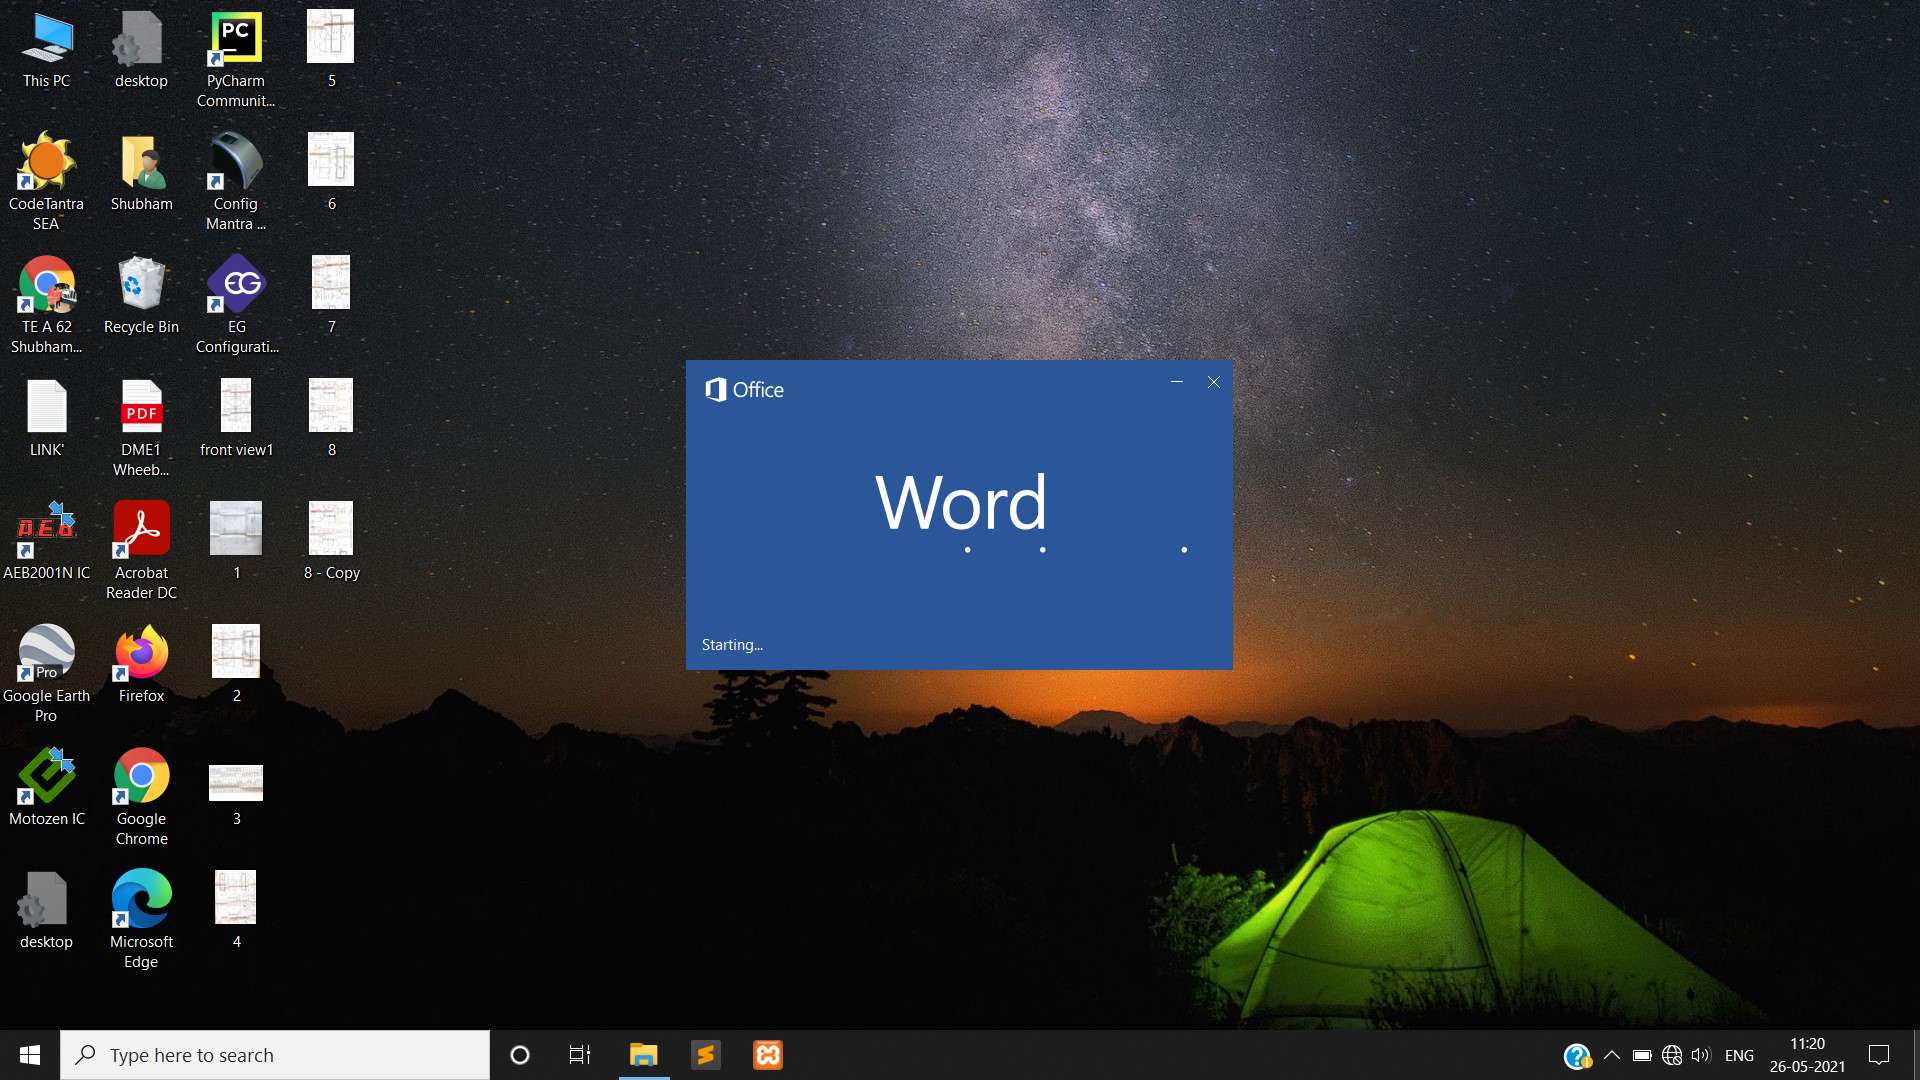 This PC
desktop
PyCharm
Communit...
5
CodeTantra
SEA
Shubham
Config
Mantra ...
6
TE A 62
Shubham...
Recycle Bin
EG
EG
Configurati...
7
LINK'
PDF
DME1
Wheeb...
front view1
8
AEB2001N IC
Acrobat
Reader DC
1
8 - Copy
Pro
Google Earth
Pro
Firefox
2
Motozen IC
Google
Chrome
3
desktop
Microsoft
Edge
4
PC
Office
Word
Starting...
Type here to search
ENG
11:20
26-05-2021